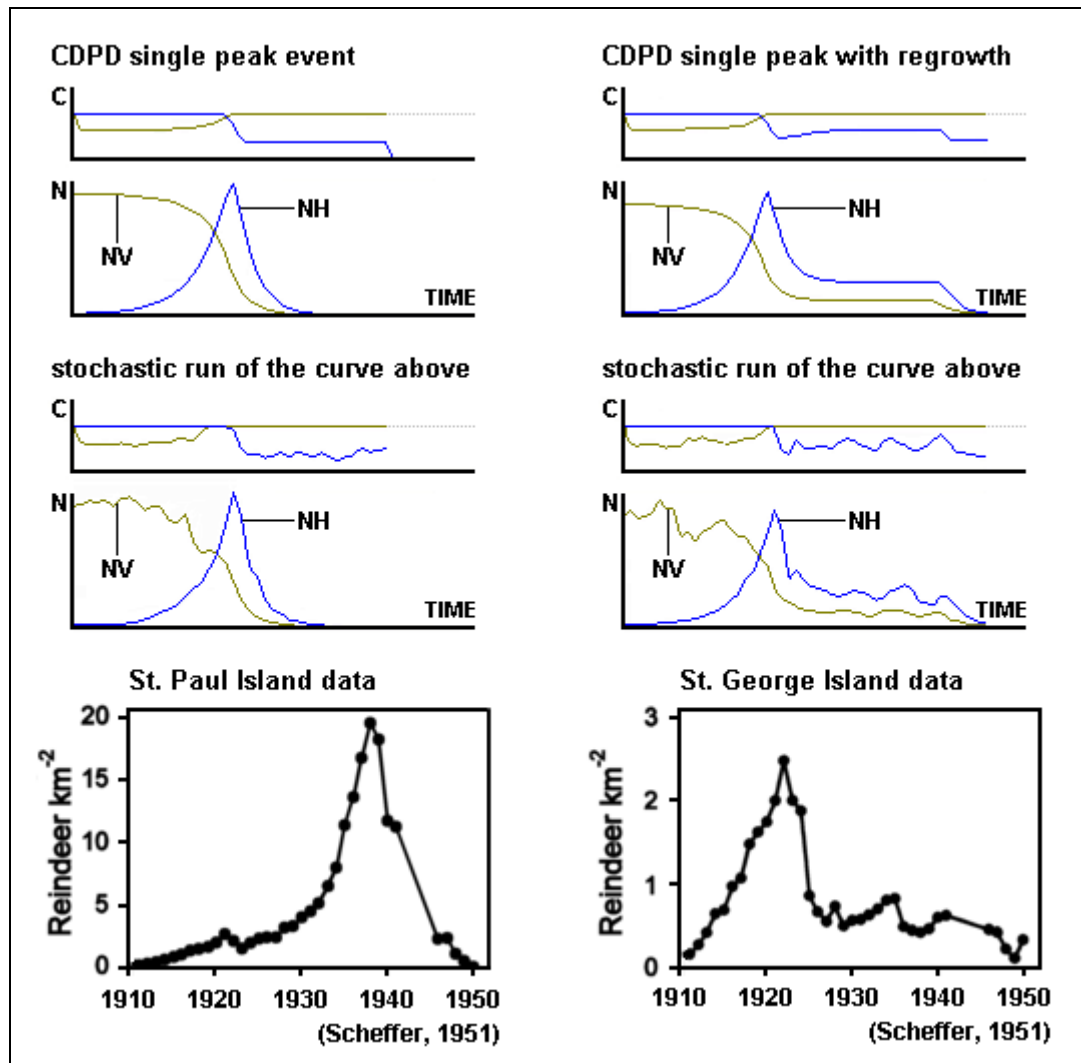 CDPD single peak event
C
N
NH
NV
TIME
stochastic run of the curve above
C
N
NH
NV
TIME
St. Paul Island data
Reindeer km-2
20
15
10
5
0
1910 1920 1930 1940 1950
(Scheffer, 1951)
CDPD single peak with regrowth
C
N
NH
NV
TIME
stochastic run of the curve above
C
N
NH
NV
TIME
St. George Island data
Reindeer km-2
3
2
1
0
1910 1920 1930 1940 1950
(Scheffer, 1951)